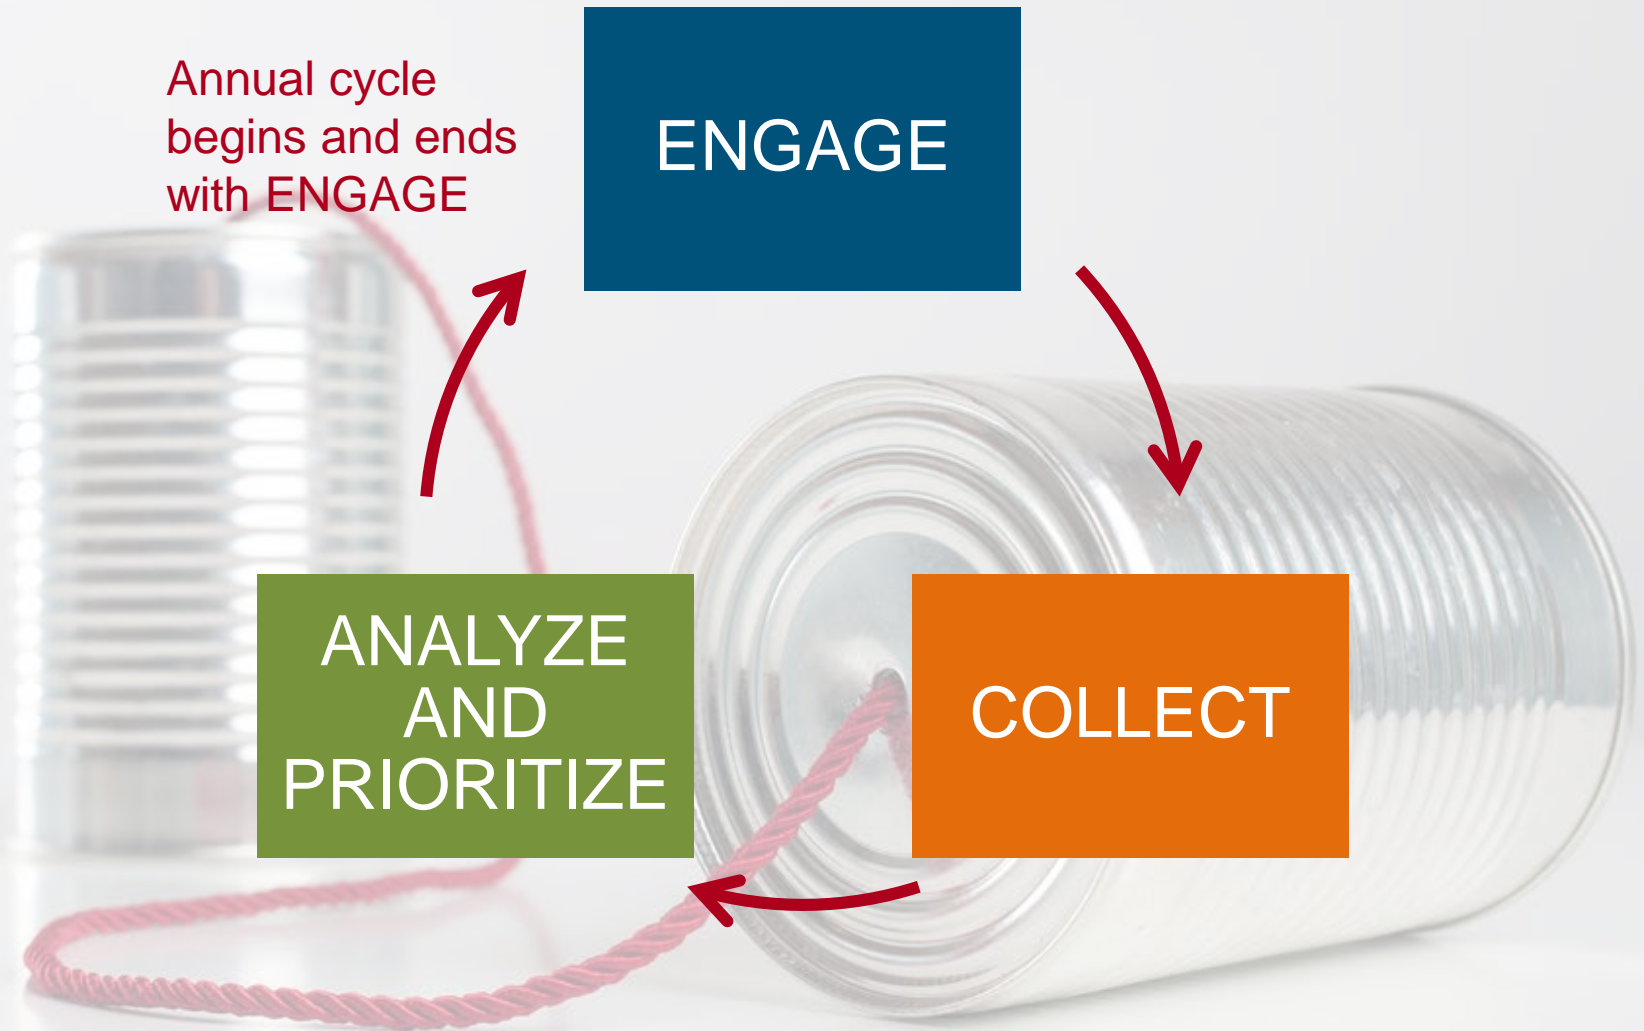 Annual cycle
begins and ends
with ENGAGE
ENGAGE
COLLECT
ANALYZE
AND
PRIORITIZE